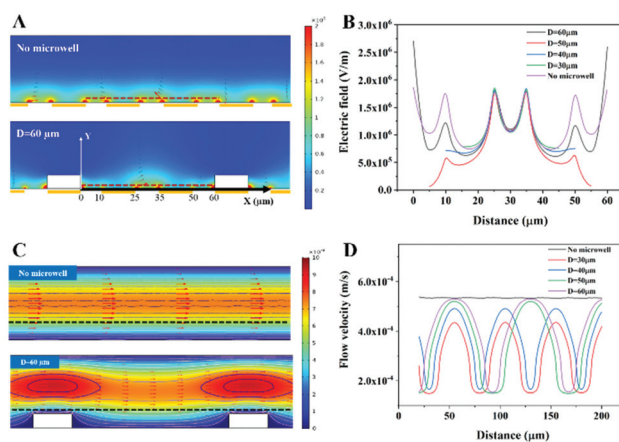 A
No microwell
×10⁷
2
1.8
1.6
1.4
1.2
1
0.8
0.6
0.4
0.2
D=60 μm
Y
0 10 25 35 50 60
X (μm)
B
3.0x10⁶
2.5x10⁶
2.0x10⁶
1.5x10⁶
1.0x10⁶
5.0x10⁵
0.0
Electric field (V/m)
D=60μm
D=50μm
D=40μm
D=30μm
No microwell
0 10 20 30 40 50 60
Distance (μm)
C
No microwell
×10⁻⁴
10
9
8
7
6
5
4
3
2
1
0
D=60 μm
D
Flow velocity (m/s)
6.0x10⁻⁴
4.0x10⁻⁴
2.0x10⁻⁴
No microwell
D=30μm
D=40μm
D=50μm
D=60μm
0 50 100 150 200
Distance (μm)